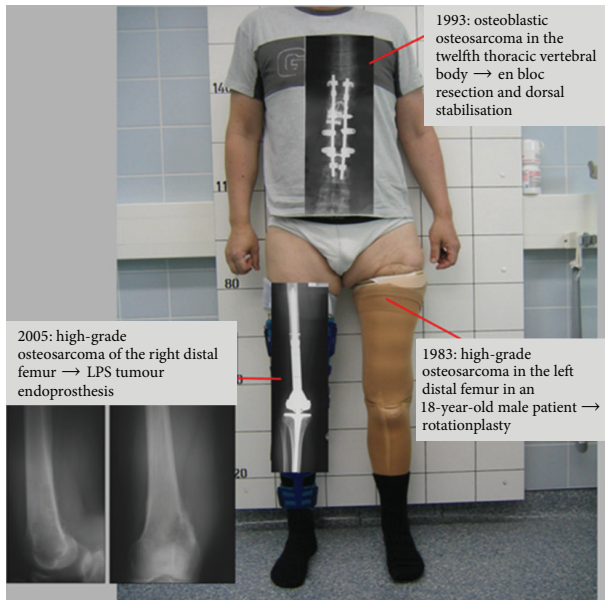 1993: osteoblastic
osteosarcoma in the
twelfth thoracic vertebral
body → en bloc
resection and dorsal
stabilisation
G
140
11
80
2005: high-grade
osteosarcoma of the right distal
femur → LPS tumour
endoprosthesis
1983: high-grade
osteosarcoma in the left
distal femur in an
18-year-old male patient →
rotationplasty
20